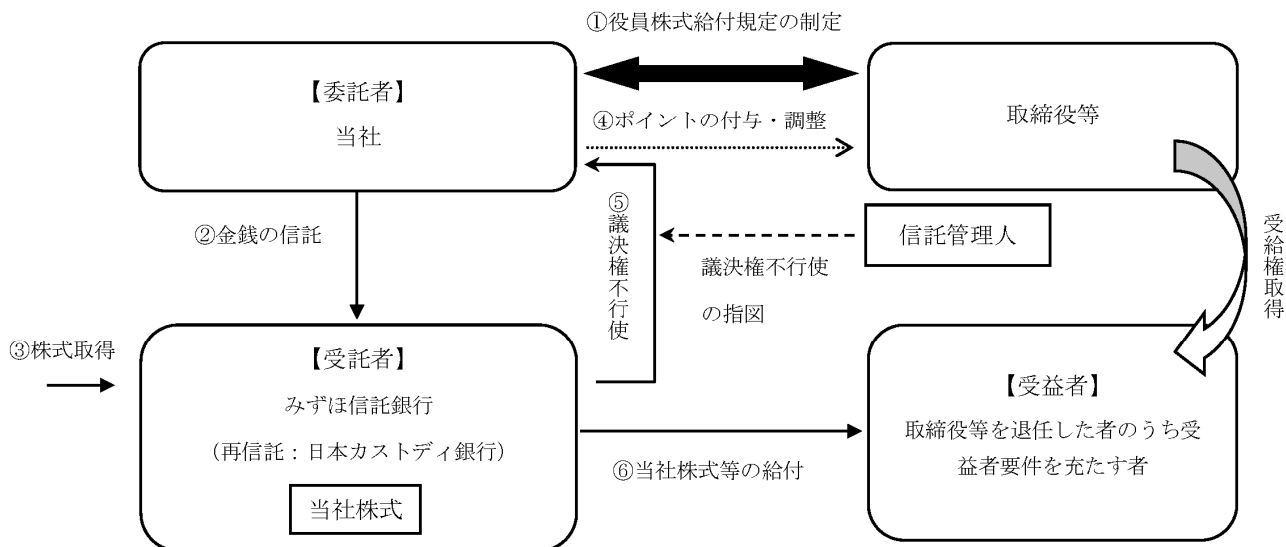 ①役員株式給付規定の制定
【委託者】
当社
取締役等
④ポイントの付与・調整
②金銭の信託
⑤議決権不行使
信託管理人
議決権不行使
の指図
受給権取得
③株式取得
【受託者】
みずほ信託銀行
(再信託：日本カストディ銀行)
当社株式
⑥当社株式等の給付
【受益者】
取締役等を退任した者のうち受
益者要件を充たす者